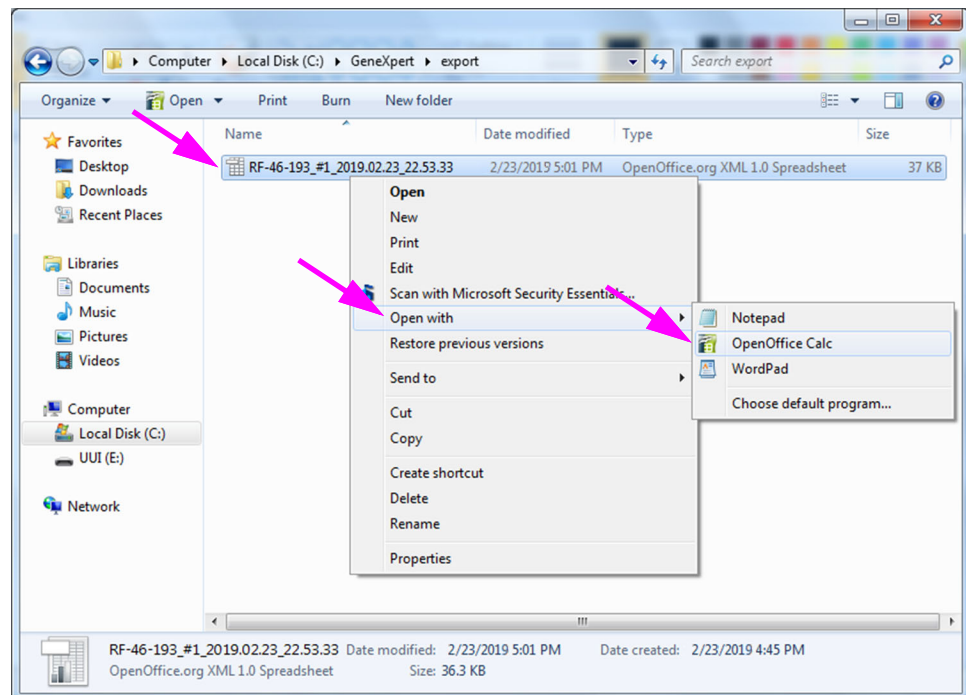 Computer Local Disk (C:) GeneXpert export Search export
Organize Open Print Burn New folder
Name Date modified Type Size
Favorites
Desktop
Downloads
Recent Places
Libraries
Documents
Music
Pictures
Videos
Computer
Local Disk (C:)
UUI (E:)
Network
RF-46-193_#1_2019.02.23_22.53.33 2/23/2019 5:01 PM OpenOffice.org XML 1.0 Spreadsheet 37 KB
Open
New
Print
Edit
Scan with Microsoft Security Essentials...
Open with
Restore previous versions
Send to
Cut
Copy
Create shortcut
Delete
Rename
Properties
Notepad
OpenOffice Calc
WordPad
Choose default program...
RF-46-193_#1_2019.02.23_22.53.33 Date modified: 2/23/2019 5:01 PM Date created: 2/23/2019 4:45 PM
OpenOffice.org XML 1.0 Spreadsheet Size: 36.3 KB